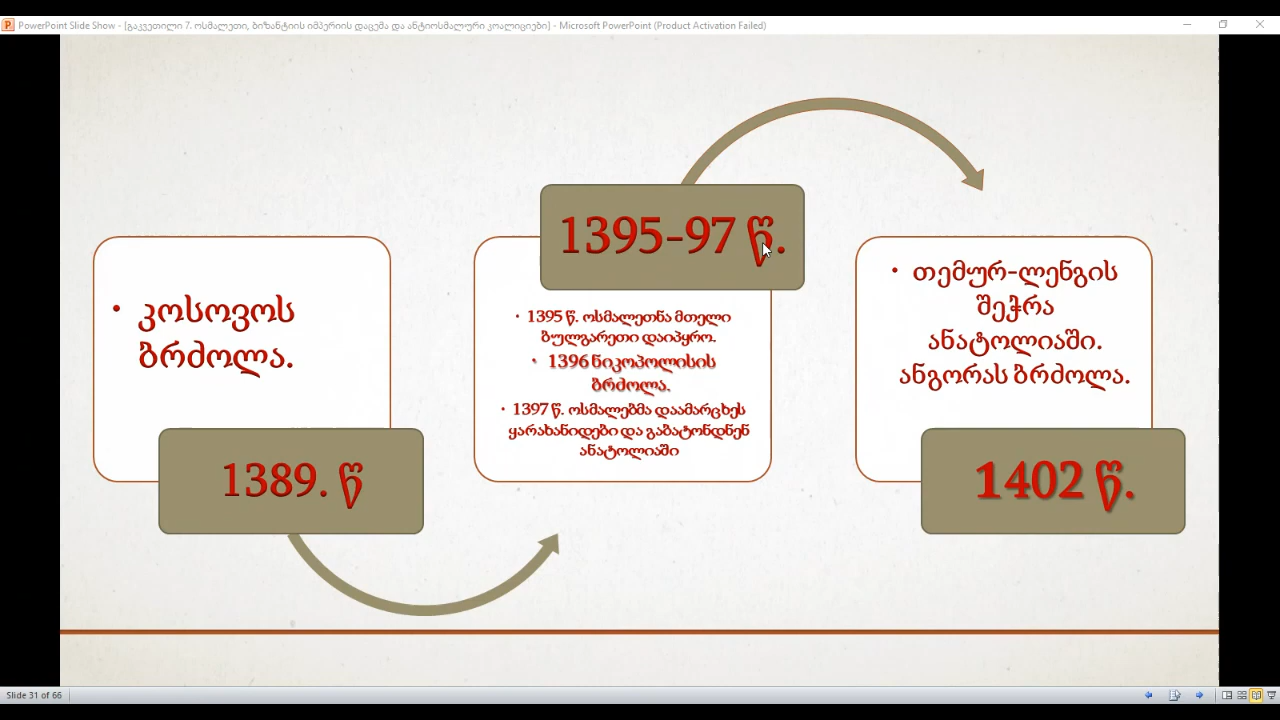 PowerPoint Slide Show - [გაკვეთილი 7. ოსმალეთი, ბიზანტიის იმპერიის დაცემა და ანტიოსმალური კოალიციები] - Microsoft PowerPoint (Product Activation Failed)
• კოსოვოს
ბრძოლა.
1389. წ
1395-97 წ.
• 1395 წ. ოსმალეთნა მთელი
ბულგარეთი დაიპყრო.
• 1396 ნიკოპოლისის
ბრძოლა.
• 1397 წ. ოსმალებმა დაამარცხეს
ყარახანიდები და გაბატონდნენ
ანატოლიაში
• თემურ-ლენგის
შეჭრა
ანატოლიაში.
ანგორას ბრძოლა.
1402 წ.
Slide 31 of 66